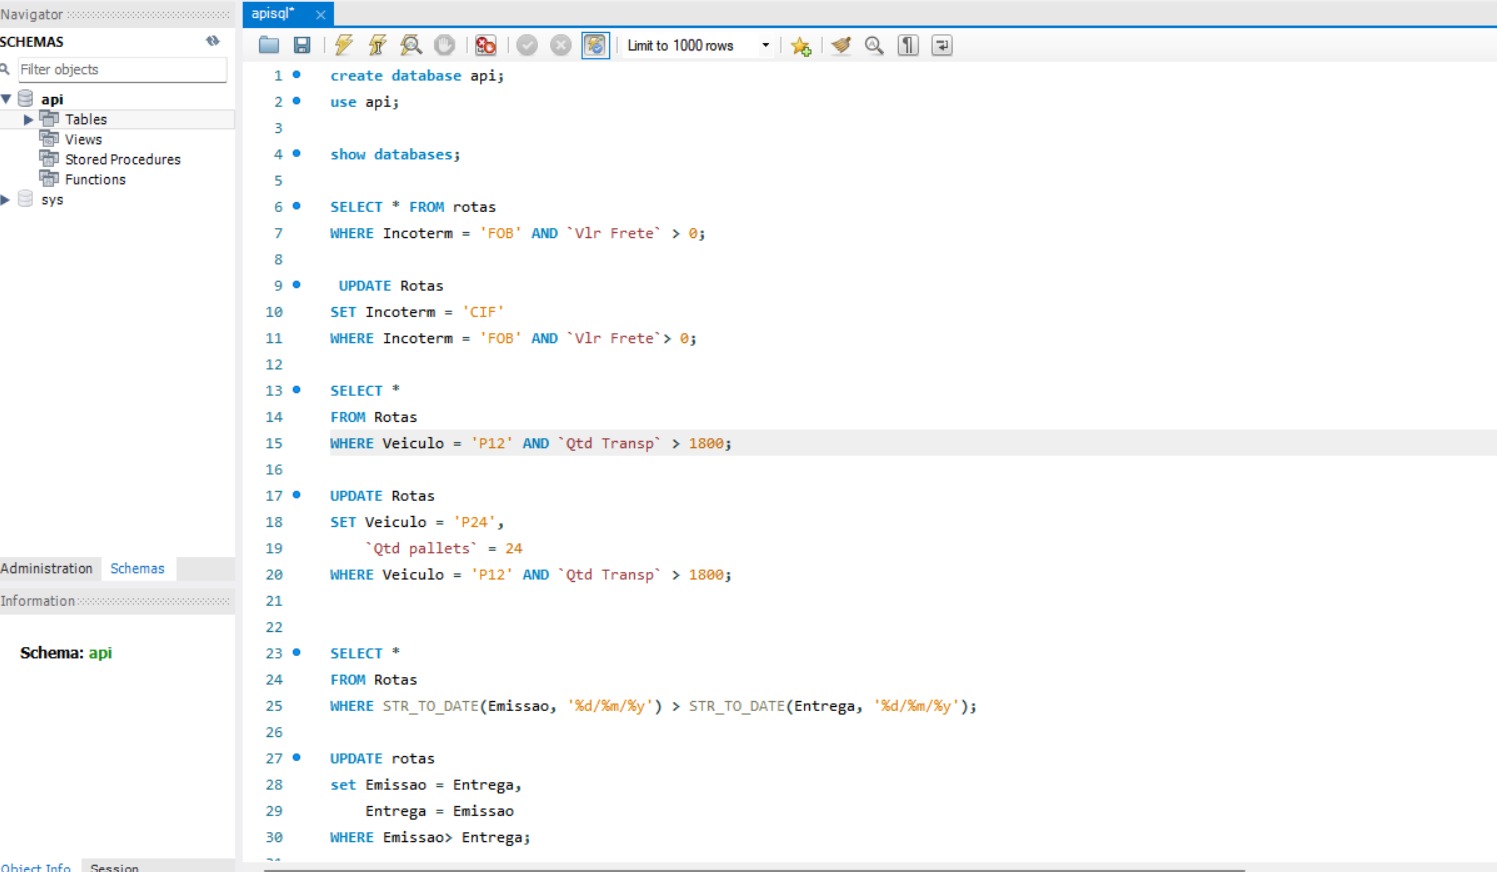 Navigator
SCHEMAS
Filter objects
api
Tables
Views
Stored Procedures
Functions
sys
Administration Schemas
Information
Schema: api
Object Info Session
apisql*
Limit to 1000 rows
1 create database api;
2 use api;
3
4 show databases;
5
6 SELECT * FROM rotas
7 WHERE Incoterm = 'FOB' AND `Vlr Frete` > 0;
8
9 UPDATE Rotas
10 SET Incoterm = 'CIF'
11 WHERE Incoterm = 'FOB' AND `Vlr Frete`> 0;
12
13 SELECT *
14 FROM Rotas
15 WHERE Veiculo = 'P12' AND `Qtd Transp` > 1800;
16
17 UPDATE Rotas
18 SET Veiculo = 'P24',
19 `Qtd pallets` = 24
20 WHERE Veiculo = 'P12' AND `Qtd Transp` > 1800;
21
22
23 SELECT *
24 FROM Rotas
25 WHERE STR_TO_DATE(Emissao, '%d/%m/%y') > STR_TO_DATE(Entrega, '%d/%m/%y');
26
27 UPDATE rotas
28 set Emissao = Entrega,
29 Entrega = Emissao
30 WHERE Emissao> Entrega;